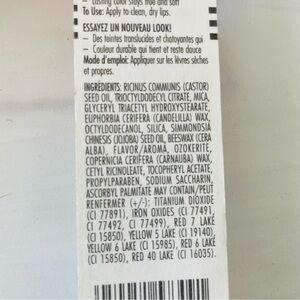 – Lasting color stays true and soft
To Use: Apply to clean, dry lips.
ESSAYEZ UN NOUVEAU LOOK!
– Des teintes translucides et chatoyantes qui
– Couleur durable qui tient et reste douce
Mode d'emploi: Appliquer sur les lèvres sèches
et propres.
INGRÉDIENTS: RICINUS COMMUNIS (CASTOR)
SEED OIL, TRIOCTYLDODECYL CITRATE, MICA,
GLYCERYL TRIACETYL HYDROXYSTEARATE,
EUPHORBIA CERIFERA (CANDELILLA) WAX,
OCTYLDODECANOL, SILICA, SIMMONDSIA
CHINESIS (JOJOBA) SEED OIL, BEESWAX (CERA
ALBA), FLAVOR/AROMA, OZOKERITE,
COPERNICIA CERIFERA (CARNAUBA) WAX,
CETYL RICINOLEATE, TOCOPHERYL ACETATE,
PROPYLPARABEN, SODIUM SACCHARIN,
ASCORBYL PALMITATE MAY CONTAIN/PEUT
RENFERMER (+/-): TITANIUM DIOXIDE
(CI 77891), IRON OXIDES (CI 77491,
CI 77492, CI 77499), RED 7 LAKE
(CI 15850), YELLOW 5 LAKE (CI 19140),
YELLOW 6 LAKE (CI 15985), RED 6 LAKE
(CI 15850), RED 40 LAKE (CI 16035).